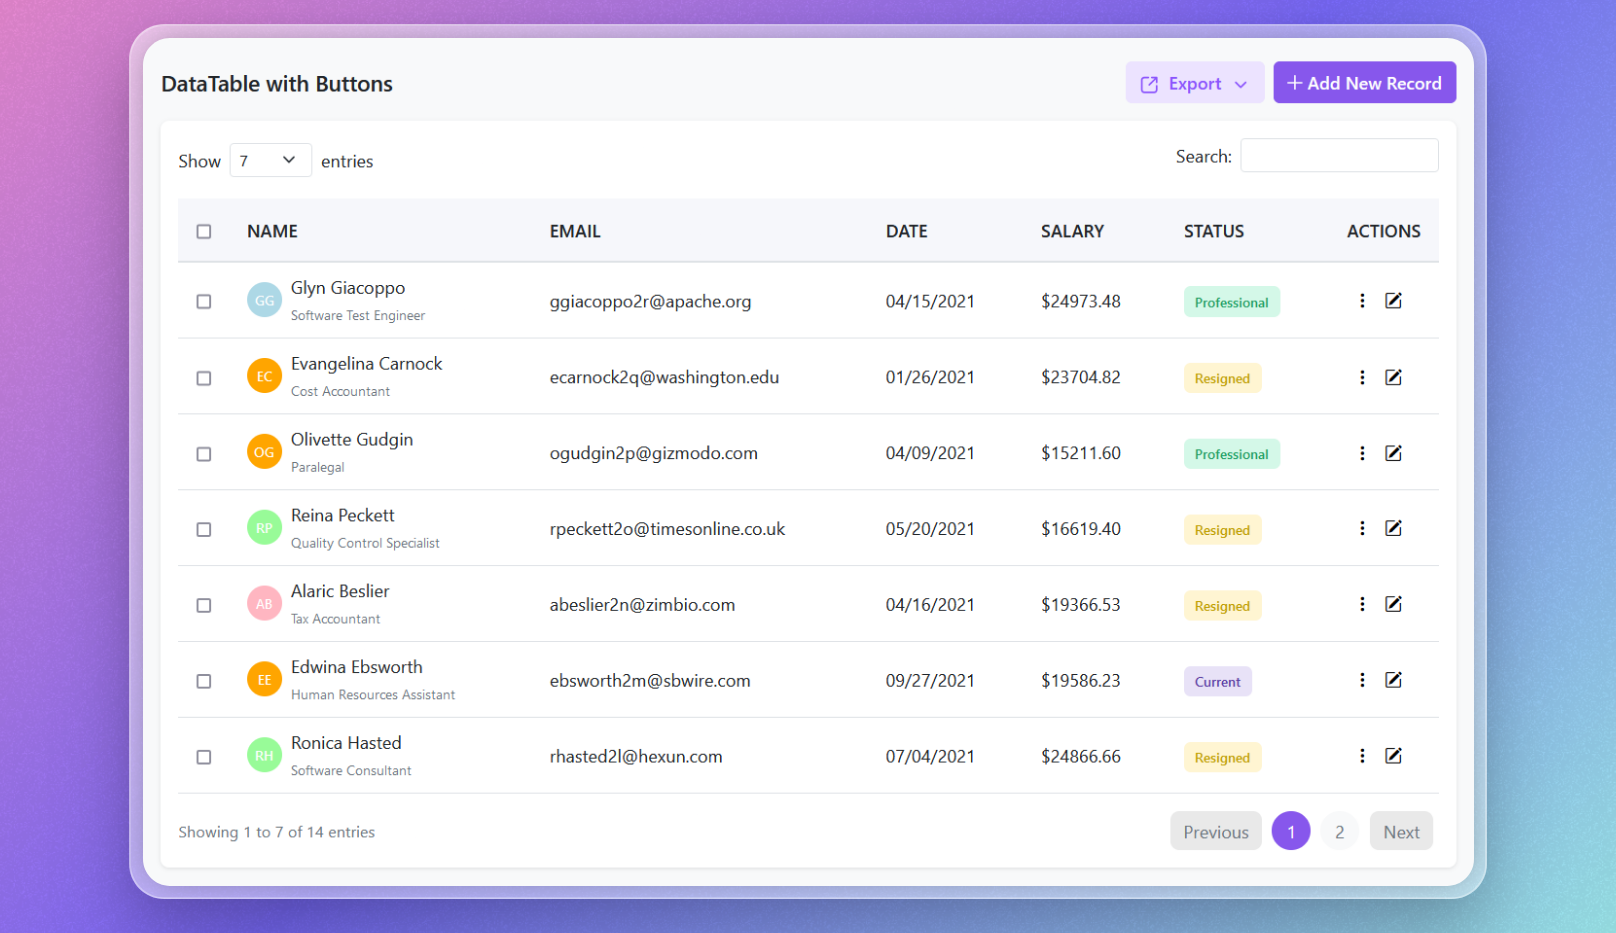 DataTable with Buttons
Export
+ Add New Record
Show 7 entries
Search:
NAME EMAIL DATE SALARY STATUS ACTIONS
GG Glyn Giacoppo ggiacoppo2r@apache.org 04/15/2021 $24973.48 Professional
Software Test Engineer
EC Evangelina Carnock ecarnock2q@washington.edu 01/26/2021 $23704.82 Resigned
Cost Accountant
OG Olivette Gudgin ogudgin2p@gizmodo.com 04/09/2021 $15211.60 Professional
Paralegal
RP Reina Peckett rpeckett2o@timesonline.co.uk 05/20/2021 $16619.40 Resigned
Quality Control Specialist
AB Alaric Beslier abeslier2n@zimbio.com 04/16/2021 $19366.53 Resigned
Tax Accountant
EE Edwina Ebsworth ebsworth2m@sbwire.com 09/27/2021 $19586.23 Current
Human Resources Assistant
RH Ronica Hasted rhasted2l@hexun.com 07/04/2021 $24866.66 Resigned
Software Consultant
Showing 1 to 7 of 14 entries
Previous 1 2 Next